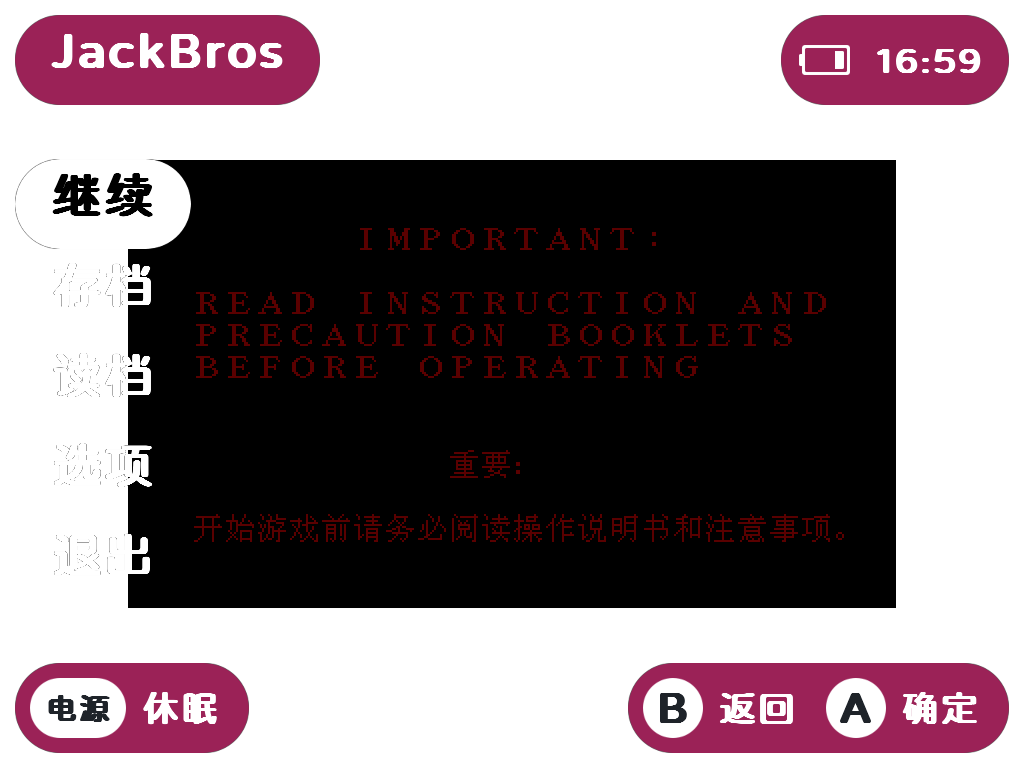 JackBros
16:59
继续
存档
读档
选项
退出
IMPORTANT:
READ INSTRUCTION AND
PRECAUTION BOOKLETS
BEFORE OPERATING
重要:
开始游戏前请务必阅读操作说明书和注意事项。
电源 休眠
B 返回 A 确定